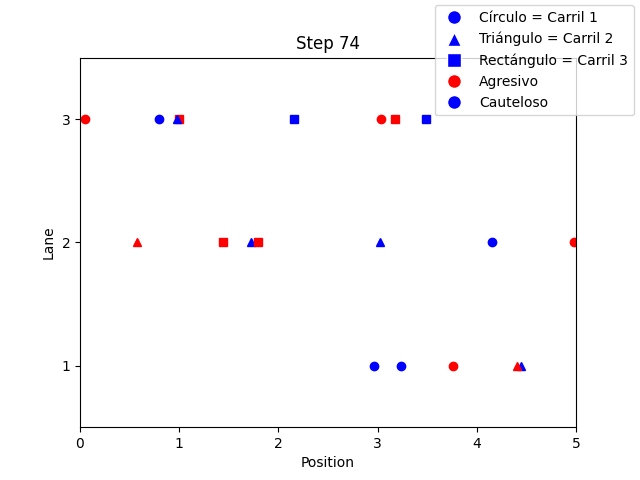 Step 74
Círculo = Carril 1
Triángulo = Carril 2
Rectángulo = Carril 3
Agresivo
Cauteloso
Lane
3
2
1
0 1 2 3 4 5
Position